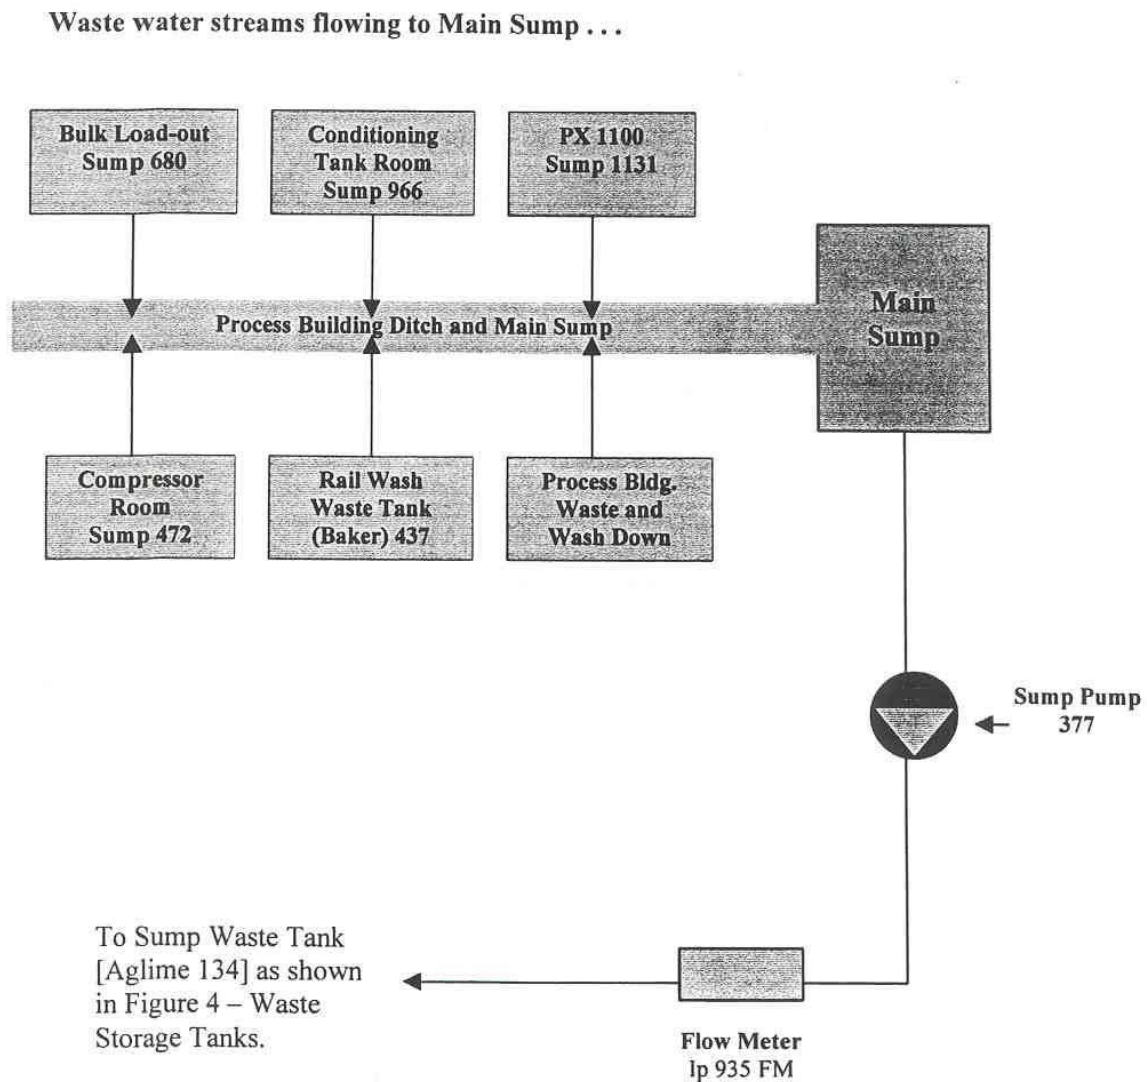 Waste water streams flowing to Main Sump . . .
Bulk Load-out
Sump 680
Conditioning
Tank Room
Sump 966
PX 1100
Sump 1131
Main
Sump
Process Building Ditch and Main Sump
Compressor
Room
Sump 472
Rail Wash
Waste Tank
(Baker) 437
Process Bldg.
Waste and
Wash Down
Sump Pump
377
To Sump Waste Tank
[Aglime 134] as shown
in Figure 4 – Waste
Storage Tanks.
Flow Meter
lp 935 FM